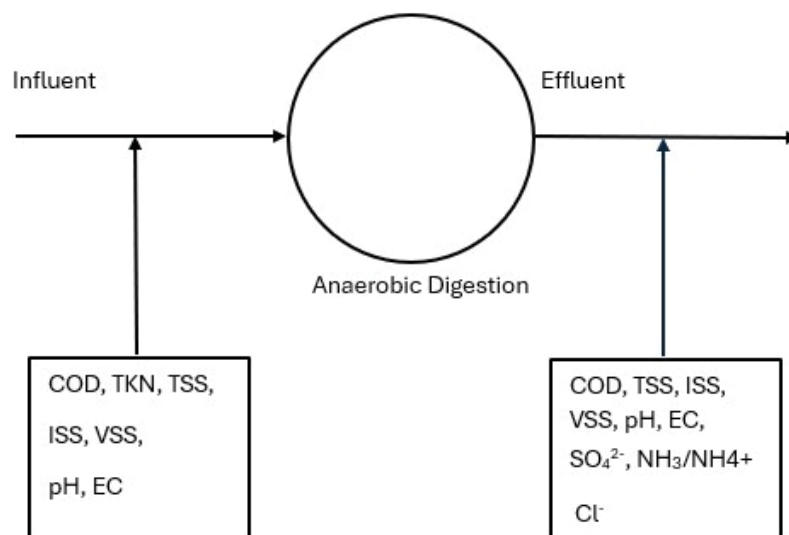 Influent
Effluent
Anaerobic Digestion
COD, TKN, TSS,
ISS, VSS,
pH, EC
COD, TSS, ISS,
VSS, pH, EC,
SO₄²⁻, NH₃/NH4+
Cl⁻